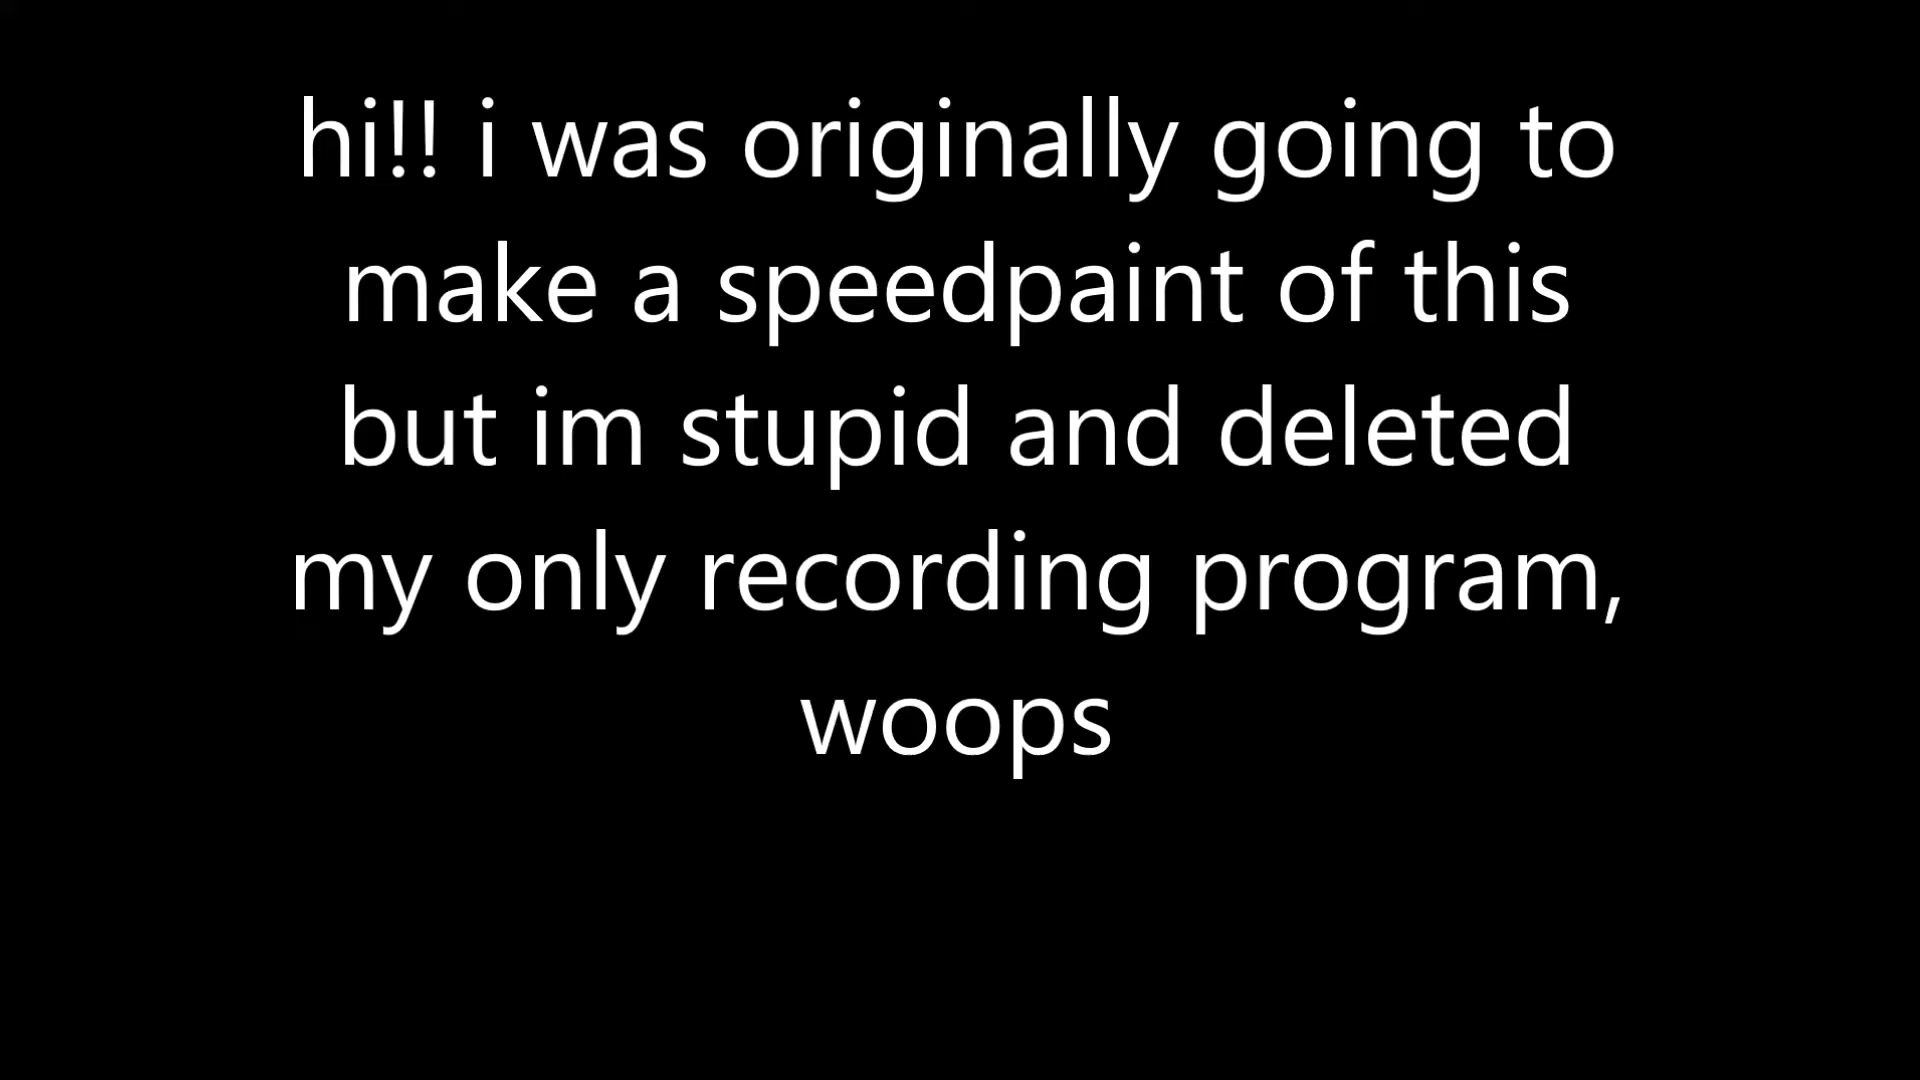 hi!! i was originally going to
make a speedpaint of this
but im stupid and deleted
my only recording program,
woops